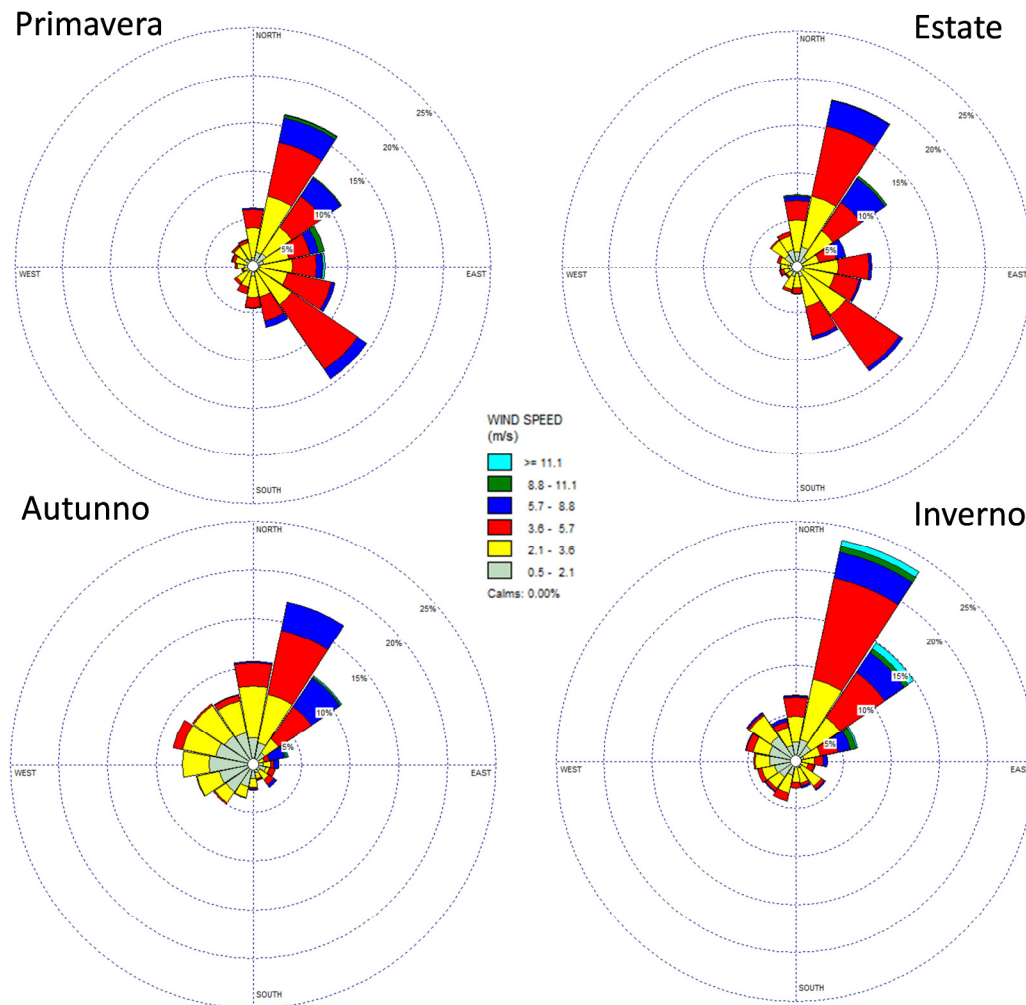 Primavera
NORTH
25%
20%
15%
10%
5%
WEST
EAST
SOUTH
Estate
NORTH
25%
20%
15%
10%
5%
WEST
EAST
SOUTH
WIND SPEED
(m/s)
>= 11.1
8.8 - 11.1
5.7 - 8.8
3.6 - 5.7
2.1 - 3.6
0.5 - 2.1
Calms: 0.00%
Autunno
NORTH
25%
20%
15%
10%
5%
WEST
EAST
SOUTH
Inverno
NORTH
25%
20%
15%
10%
5%
WEST
EAST
SOUTH